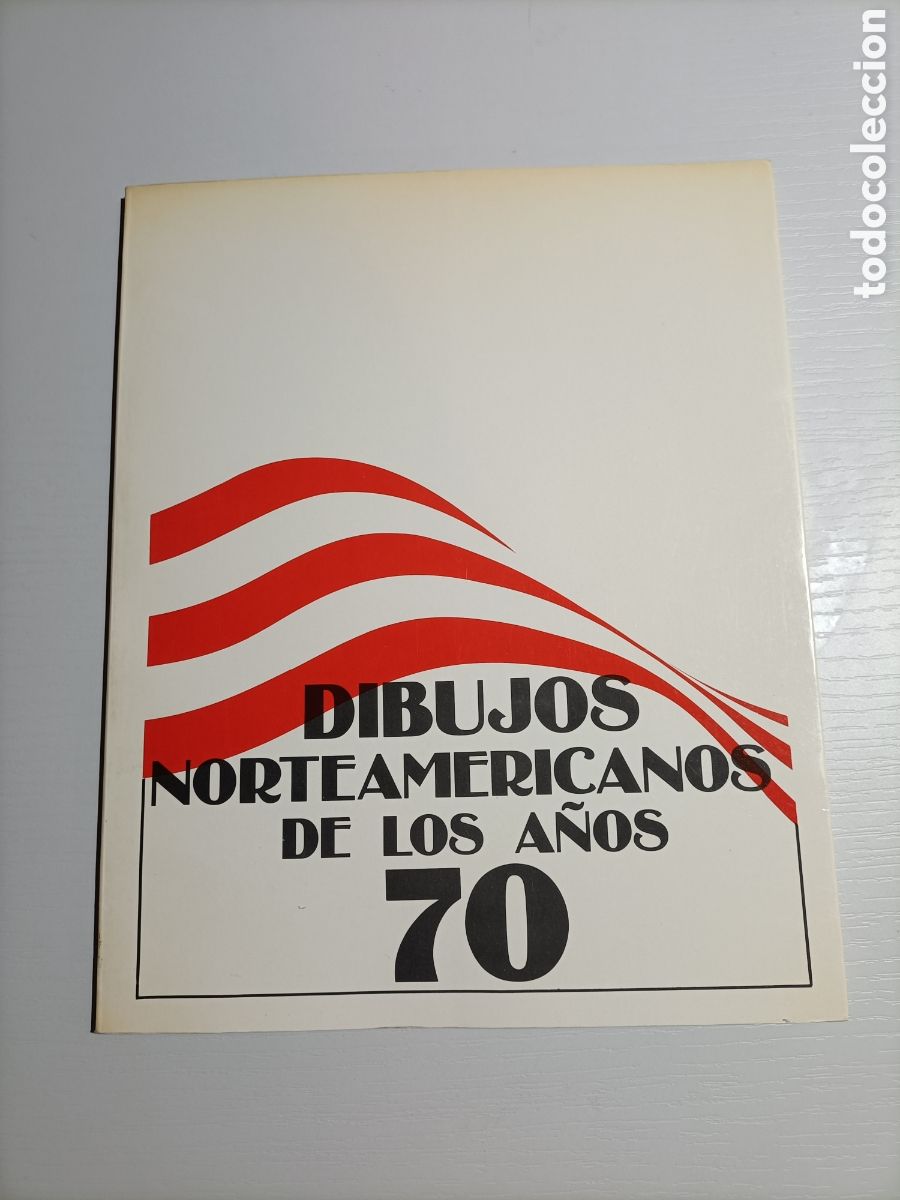 DIBUJOS
NORTEAMERICANOS
DE LOS AÑOS
70
todocoleccion